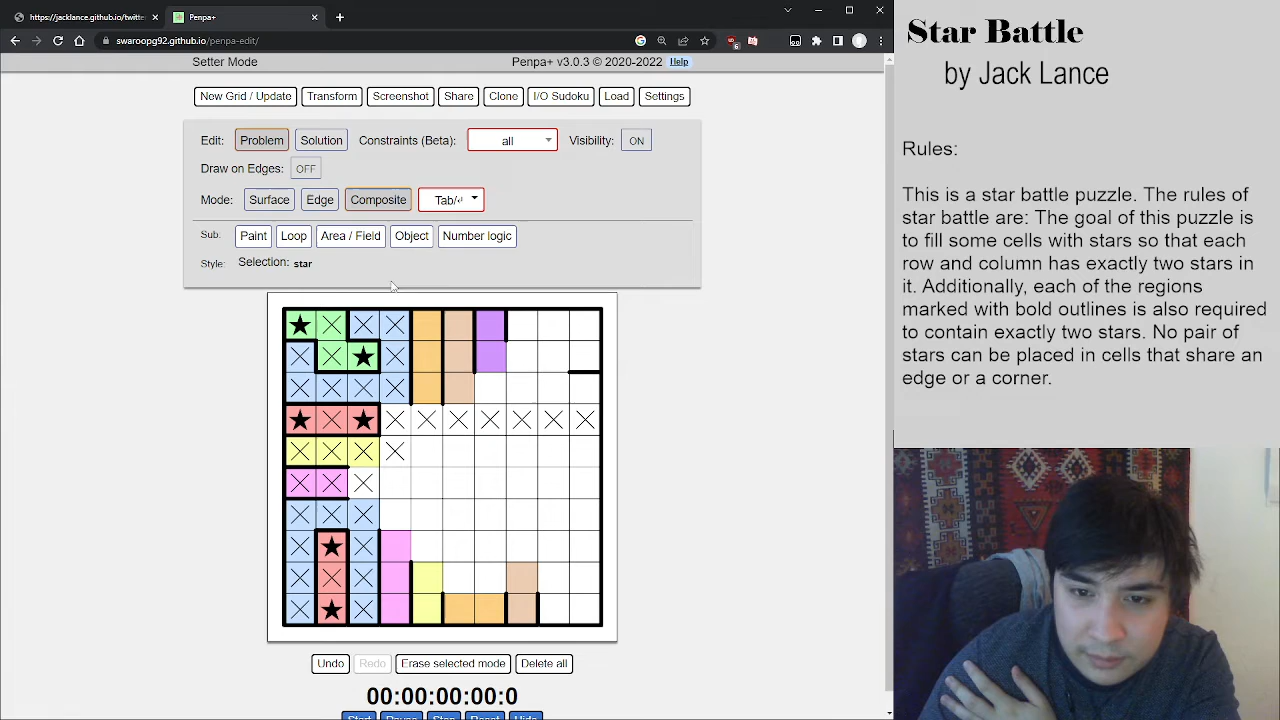 https://jacklance.github.io/twitte
Penpa+
swaroopg92.github.io/penpa-edit/
6
Setter Mode
Penpa+ v3.0.3 © 2020-2022
Help
New Grid / Update
Transform
Screenshot
Share
Clone
I/O Sudoku
Load
Settings
Edit:
Problem
Solution
Constraints (Beta):
all
Visibility:
ON
Draw on Edges:
OFF
Mode:
Surface
Edge
Composite
Tab/↵
Sub:
Paint
Loop
Area / Field
Object
Number logic
Style:
Selection: star
Undo
Redo
Erase selected mode
Delete all
00:00:00:00:0
Start
Pause
Stop
Reset
Hide
Star Battle
by Jack Lance
Rules:
This is a star battle puzzle. The rules of
star battle are: The goal of this puzzle is
to fill some cells with stars so that each
row and column has exactly two stars in
it. Additionally, each of the regions
marked with bold outlines is also required
to contain exactly two stars. No pair of
stars can be placed in cells that share an
edge or a corner.